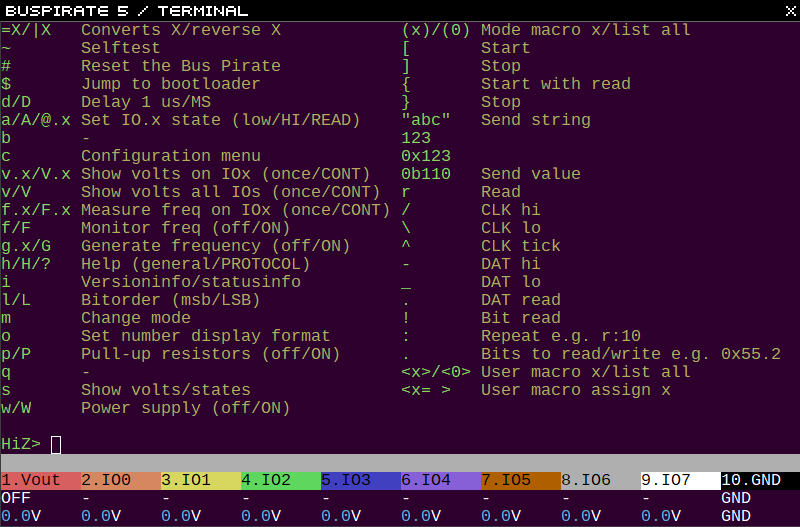 BUSPIRATE 5 / TERMINAL X
=X/|X Converts X/reverse X (x)/(0) Mode macro x/list all
~ Selftest [ Start
# Reset the Bus Pirate ] Stop
$ Jump to bootloader { Start with read
d/D Delay 1 us/MS } Stop
a/A/@.x Set IO.x state (low/HI/READ) "abc" Send string
b - 123
c Configuration menu 0x123
v.x/V.x Show volts on IOx (once/CONT) 0b110 Send value
v/V Show volts all IOs (once/CONT) r Read
f.x/F.x Measure freq on IOx (once/CONT) / CLK hi
f/F Monitor freq (off/ON) \ CLK lo
g.x/G Generate frequency (off/ON) ^ CLK tick
h/H/? Help (general/PROTOCOL) - DAT hi
i Versioninfo/statusinfo _ DAT lo
l/L Bitorder (msb/LSB) . DAT read
m Change mode ! Bit read
o Set number display format : Repeat e.g. r:10
p/P Pull-up resistors (off/ON) . Bits to read/write e.g. 0x55.2
q - <x>/<0> User macro x/list all
s Show volts/states <x= > User macro assign x
w/W Power supply (off/ON)
HiZ>
1.Vout 2.IO0 3.IO1 4.IO2 5.IO3 6.IO4 7.IO5 8.IO6 9.IO7 10.GND
OFF - - - - - - - - GND
0.0V 0.0V 0.0V 0.0V 0.0V 0.0V 0.0V 0.0V 0.0V GND